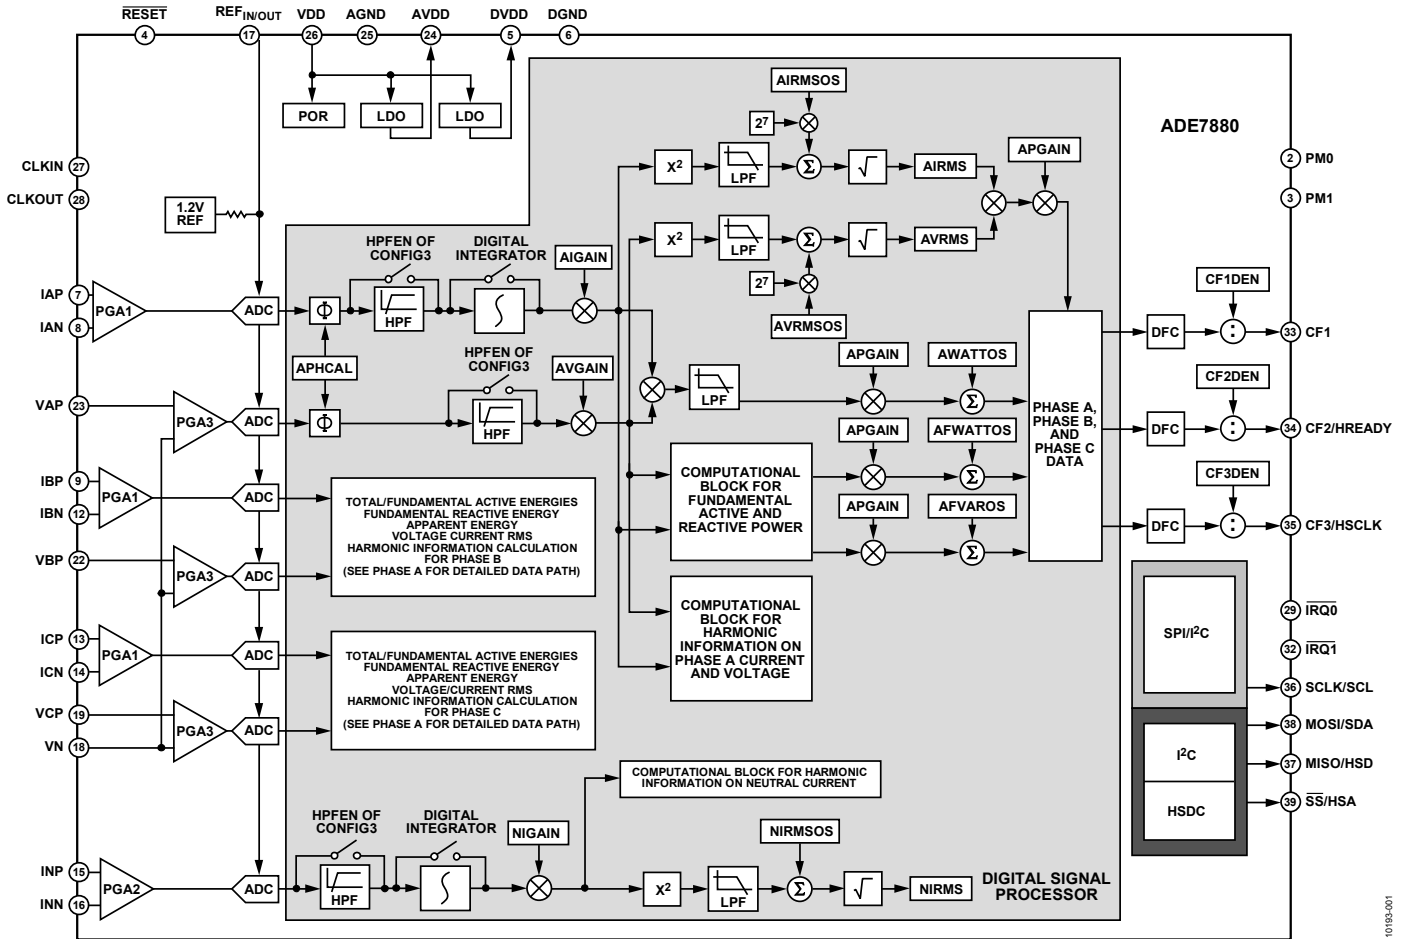 RESET
REFIN/OUT
VDD
AGND
AVDD
DVDD
DGND
4
17
26
25
24
5
6
POR
LDO
LDO
AIRMSOS
2⁷
ADE7880
X²
LPF
Σ
√
AIRMS
APGAIN
CLKIN 27
CLKOUT 28
2 PM0
3 PM1
1.2V
REF
X²
LPF
Σ
√
AVRMS
2⁷
AVRMSOS
HPFEN OF
CONFIG3
DIGITAL
INTEGRATOR
AIGAIN
IAP 7
IAN 8
PGA1
ADC
Φ
HPF
∫
APHCAL
HPFEN OF
CONFIG3
AVGAIN
VAP 23
PGA3
ADC
Φ
HPF
LPF
APGAIN
AWATTOS
Σ
APGAIN
AFWATTOS
Σ
APGAIN
AFVAROS
Σ
COMPUTATIONAL
BLOCK FOR
FUNDAMENTAL
ACTIVE AND
REACTIVE POWER
PHASE A,
PHASE B,
AND
PHASE C
DATA
CF1DEN
DFC
:
33 CF1
CF2DEN
DFC
:
34 CF2/HREADY
CF3DEN
DFC
:
35 CF3/HSCLK
IBP 9
IBN 12
PGA1
ADC
VBP 22
PGA3
ADC
TOTAL/FUNDAMENTAL ACTIVE ENERGIES
FUNDAMENTAL REACTIVE ENERGY
APPARENT ENERGY
VOLTAGE CURRENT RMS
HARMONIC INFORMATION CALCULATION
FOR PHASE B
(SEE PHASE A FOR DETAILED DATA PATH)
COMPUTATIONAL
BLOCK FOR
HARMONIC
INFORMATION ON
PHASE A CURRENT
AND VOLTAGE
ICP 13
ICN 14
PGA1
ADC
VCP 19
VN 18
PGA3
ADC
TOTAL/FUNDAMENTAL ACTIVE ENERGIES
FUNDAMENTAL REACTIVE ENERGY
APPARENT ENERGY
VOLTAGE/CURRENT RMS
HARMONIC INFORMATION CALCULATION
FOR PHASE C
(SEE PHASE A FOR DETAILED DATA PATH)
SPI/I²C
I²C
HSDC
29 IRQ0
32 IRQ1
36 SCLK/SCL
38 MOSI/SDA
37 MISO/HSD
39 SS/HSA
COMPUTATIONAL BLOCK FOR HARMONIC
INFORMATION ON NEUTRAL CURRENT
HPFEN OF
CONFIG3
DIGITAL
INTEGRATOR
NIGAIN
NIRMSOS
INP 15
INN 16
PGA2
ADC
HPF
∫
X²
LPF
Σ
√
NIRMS
DIGITAL SIGNAL
PROCESSOR
10193-001